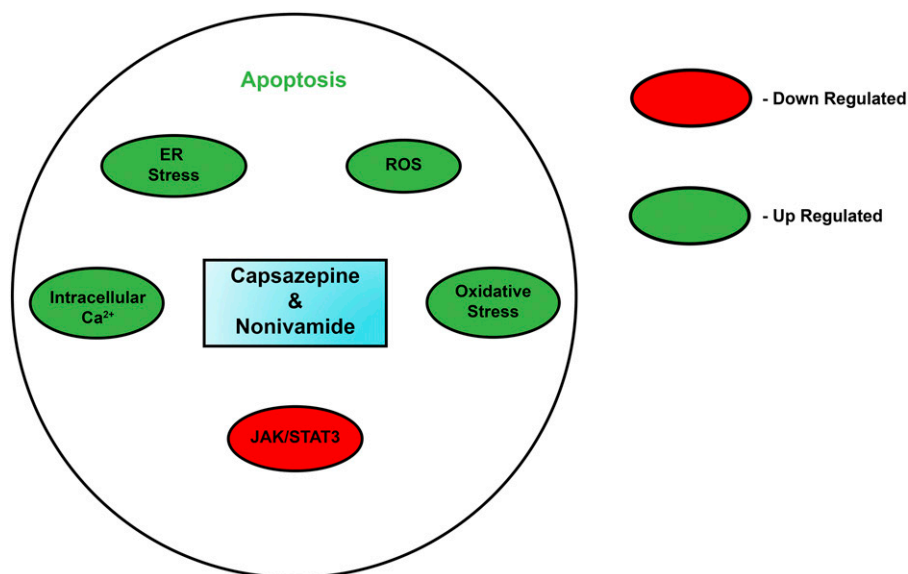 Apoptosis
ER
Stress
ROS
Intracellular
Ca²⁺
Capsazepine
&
Nonivamide
Oxidative
Stress
JAK/STAT3
- Down Regulated
- Up Regulated